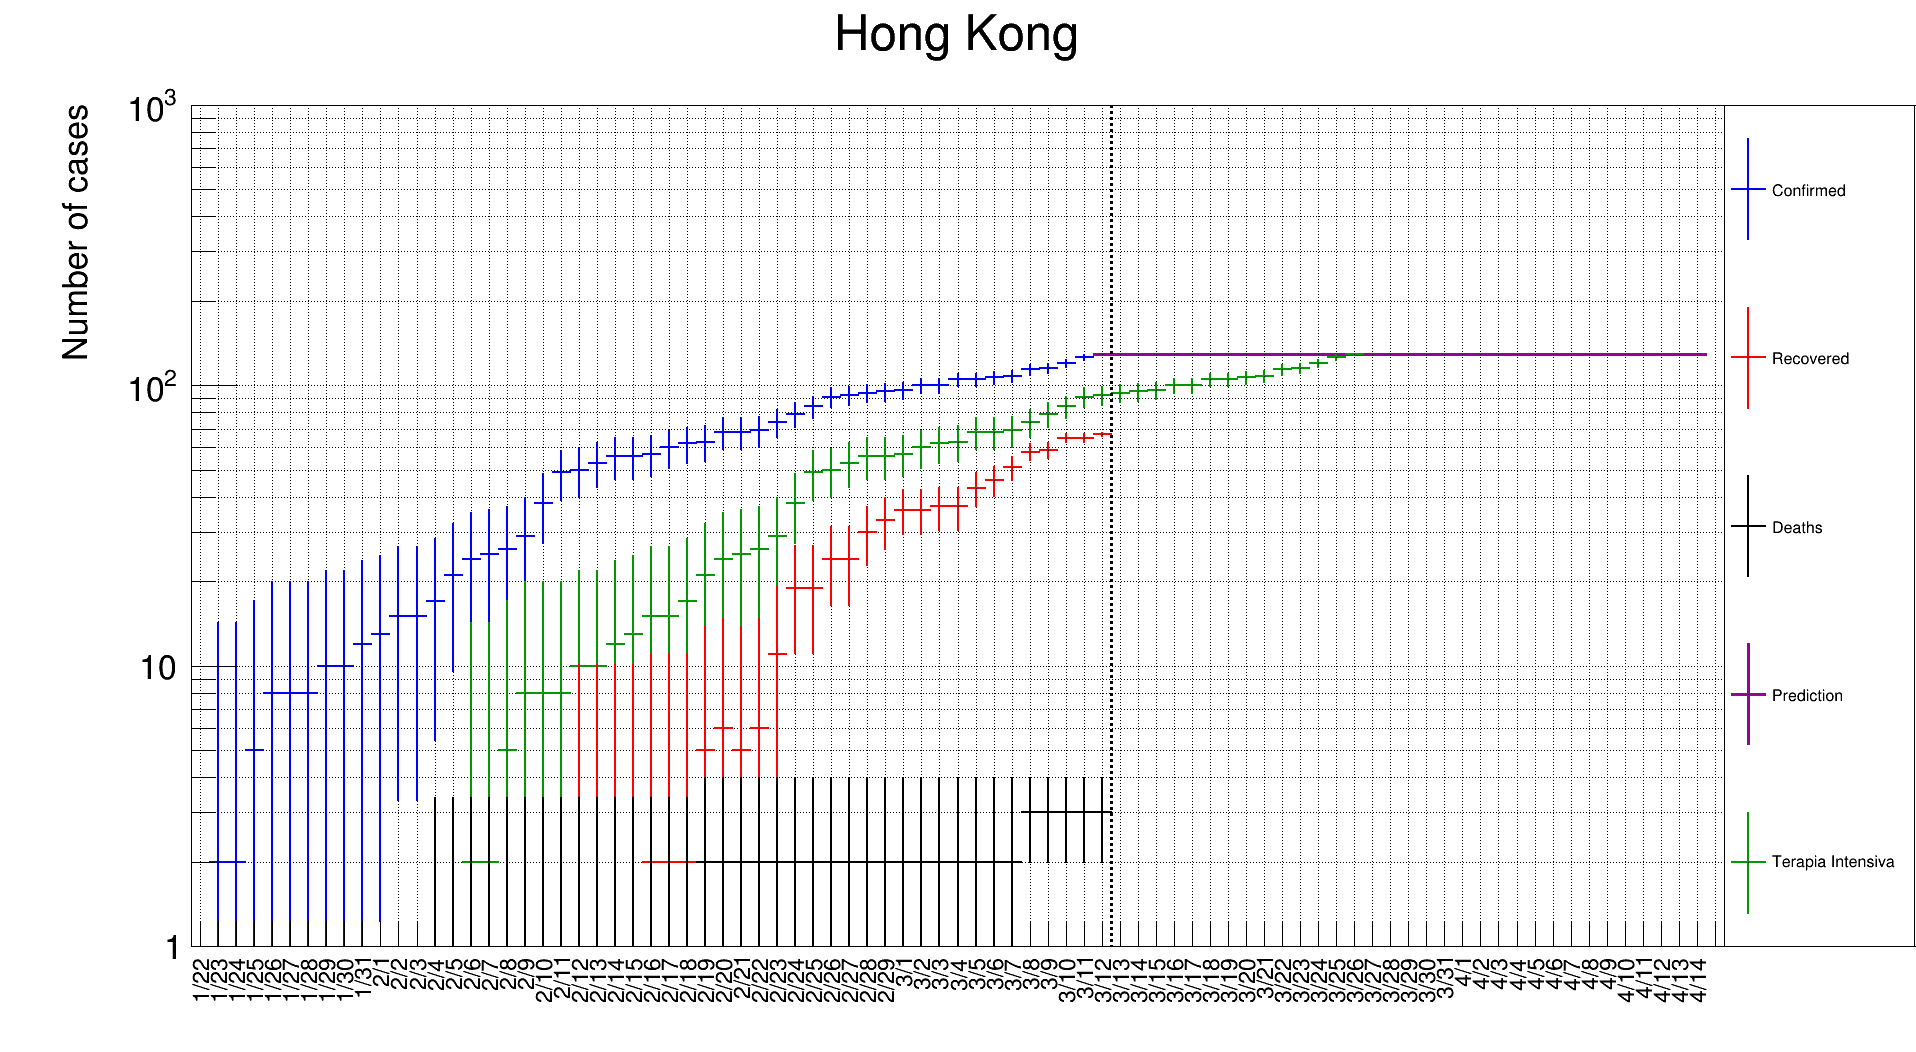 Hong Kong
Number of cases
10³
10²
10
1
1/22 1/23 1/24 1/25 1/26 1/27 1/28 1/29 1/30 1/31 2/1 2/2 2/3 2/4 2/5 2/6 2/7 2/8 2/9 2/10 2/11 2/12 2/13 2/14 2/15 2/16 2/17 2/18 2/19 2/20 2/21 2/22 2/23 2/24 2/25 2/26 2/27 2/28 2/29 3/1 3/2 3/3 3/4 3/5 3/6 3/7 3/8 3/9 3/10 3/11 3/12 3/13 3/14 3/15 3/16 3/17 3/18 3/19 3/20 3/21 3/22 3/23 3/24 3/25 3/26 3/27 3/28 3/29 3/30 3/31 4/1 4/2 4/3 4/4 4/5 4/6 4/7 4/8 4/9 4/10 4/11 4/12 4/13 4/14
Confirmed
Recovered
Deaths
Prediction
Terapia Intensiva